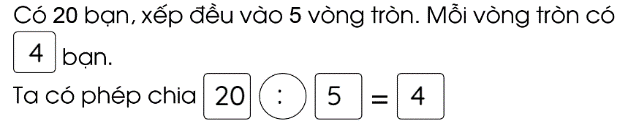 Có 20 bạn, xếp đều vào 5 vòng tròn. Mỗi vòng tròn có
4 bạn.
Ta có phép chia 20 : 5 = 4